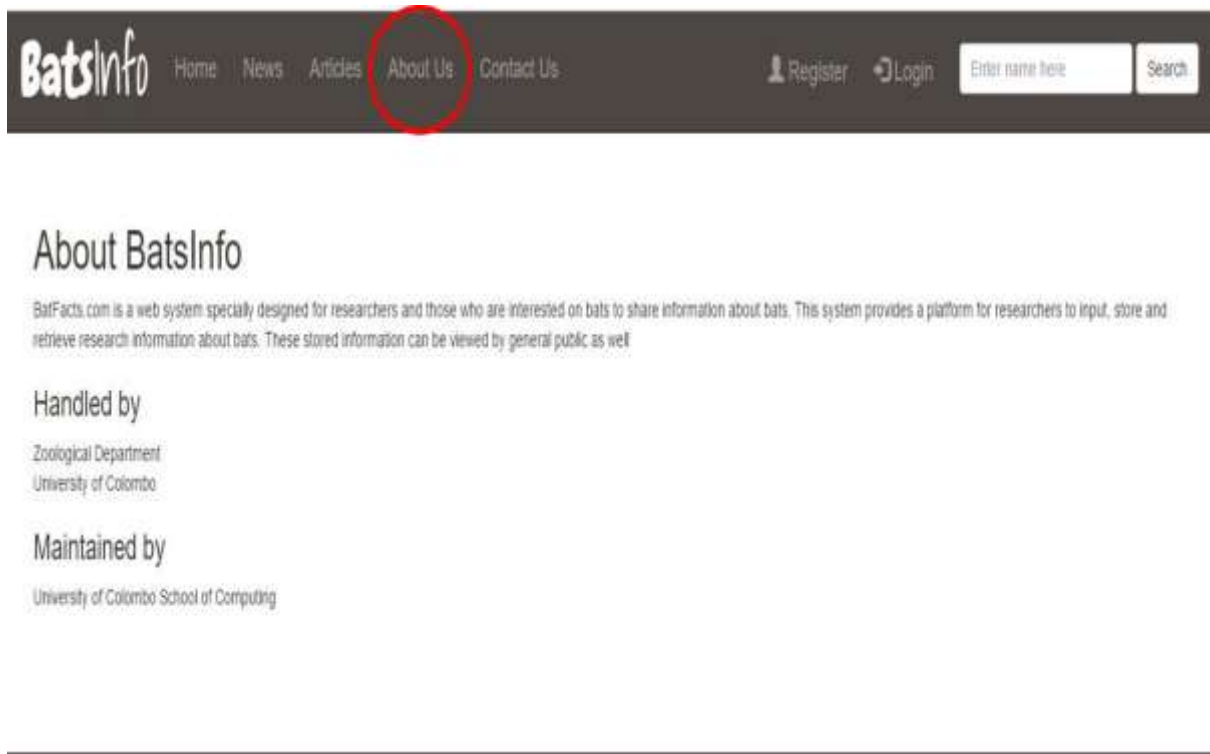 BatsInfo Home News Articles About Us Contact Us Register Login Enter name here Search
About BatsInfo
BatFacts.com is a web system specially designed for researchers and those who are interested on bats to share information about bats. This system provides a platform for researchers to input, store and
retrieve research information about bats. These stored information can be viewed by general public as well
Handled by
Zoological Department
University of Colombo
Maintained by
University of Colombo School of Computing